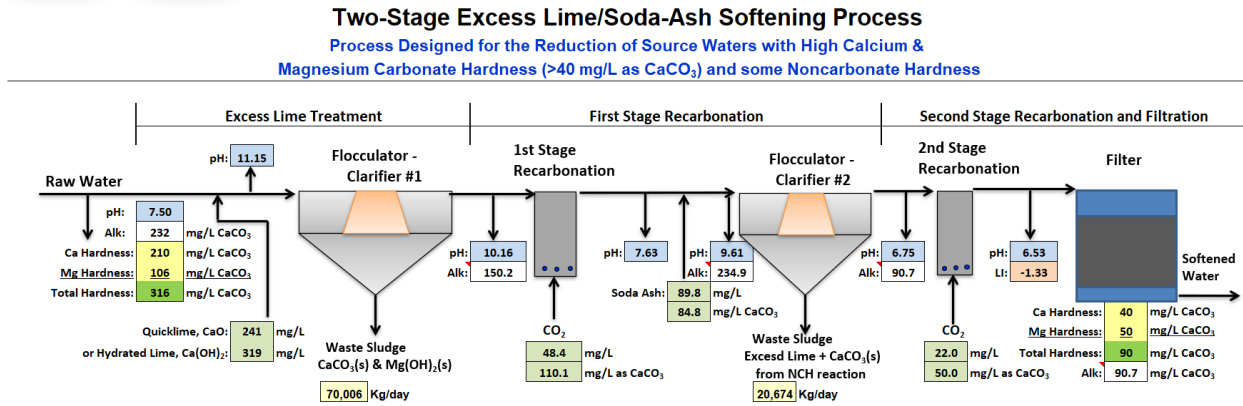 Two-Stage Excess Lime/Soda-Ash Softening Process
Process Designed for the Reduction of Source Waters with High Calcium &
Magnesium Carbonate Hardness (>40 mg/L as CaCO₃) and some Noncarbonate Hardness
Excess Lime Treatment
First Stage Recarbonation
Second Stage Recarbonation and Filtration
pH: 11.15
Flocculator -
Clarifier #1
1st Stage
Recarbonation
Flocculator -
Clarifier #2
2nd Stage
Recarbonation
Filter
Raw Water
pH: 7.50
Alk: 232 mg/L CaCO₃
Ca Hardness: 210 mg/L CaCO₃
Mg Hardness: 106 mg/L CaCO₃
Total Hardness: 316 mg/L CaCO₃
Quicklime, CaO: 241 mg/L
or Hydrated Lime, Ca(OH)₂: 319 mg/L
Waste Sludge
CaCO₃(s) & Mg(OH)₂(s)
70,006 Kg/day
pH: 10.16
Alk: 150.2
CO₂
48.4 mg/L
110.1 mg/L as CaCO₃
pH: 7.63
Soda Ash: 89.8 mg/L
84.8 mg/L CaCO₃
pH: 9.61
Alk: 234.9
Waste Sludge
Excesd Lime + CaCO₃(s)
from NCH reaction
20,674 Kg/day
pH: 6.75
Alk: 90.7
CO₂
22.0 mg/L
50.0 mg/L as CaCO₃
pH: 6.53
LI: -1.33
Softened
Water
Ca Hardness: 40 mg/L CaCO₃
Mg Hardness: 50 mg/L CaCO₃
Total Hardness: 90 mg/L CaCO₃
Alk: 90.7 mg/L CaCO₃